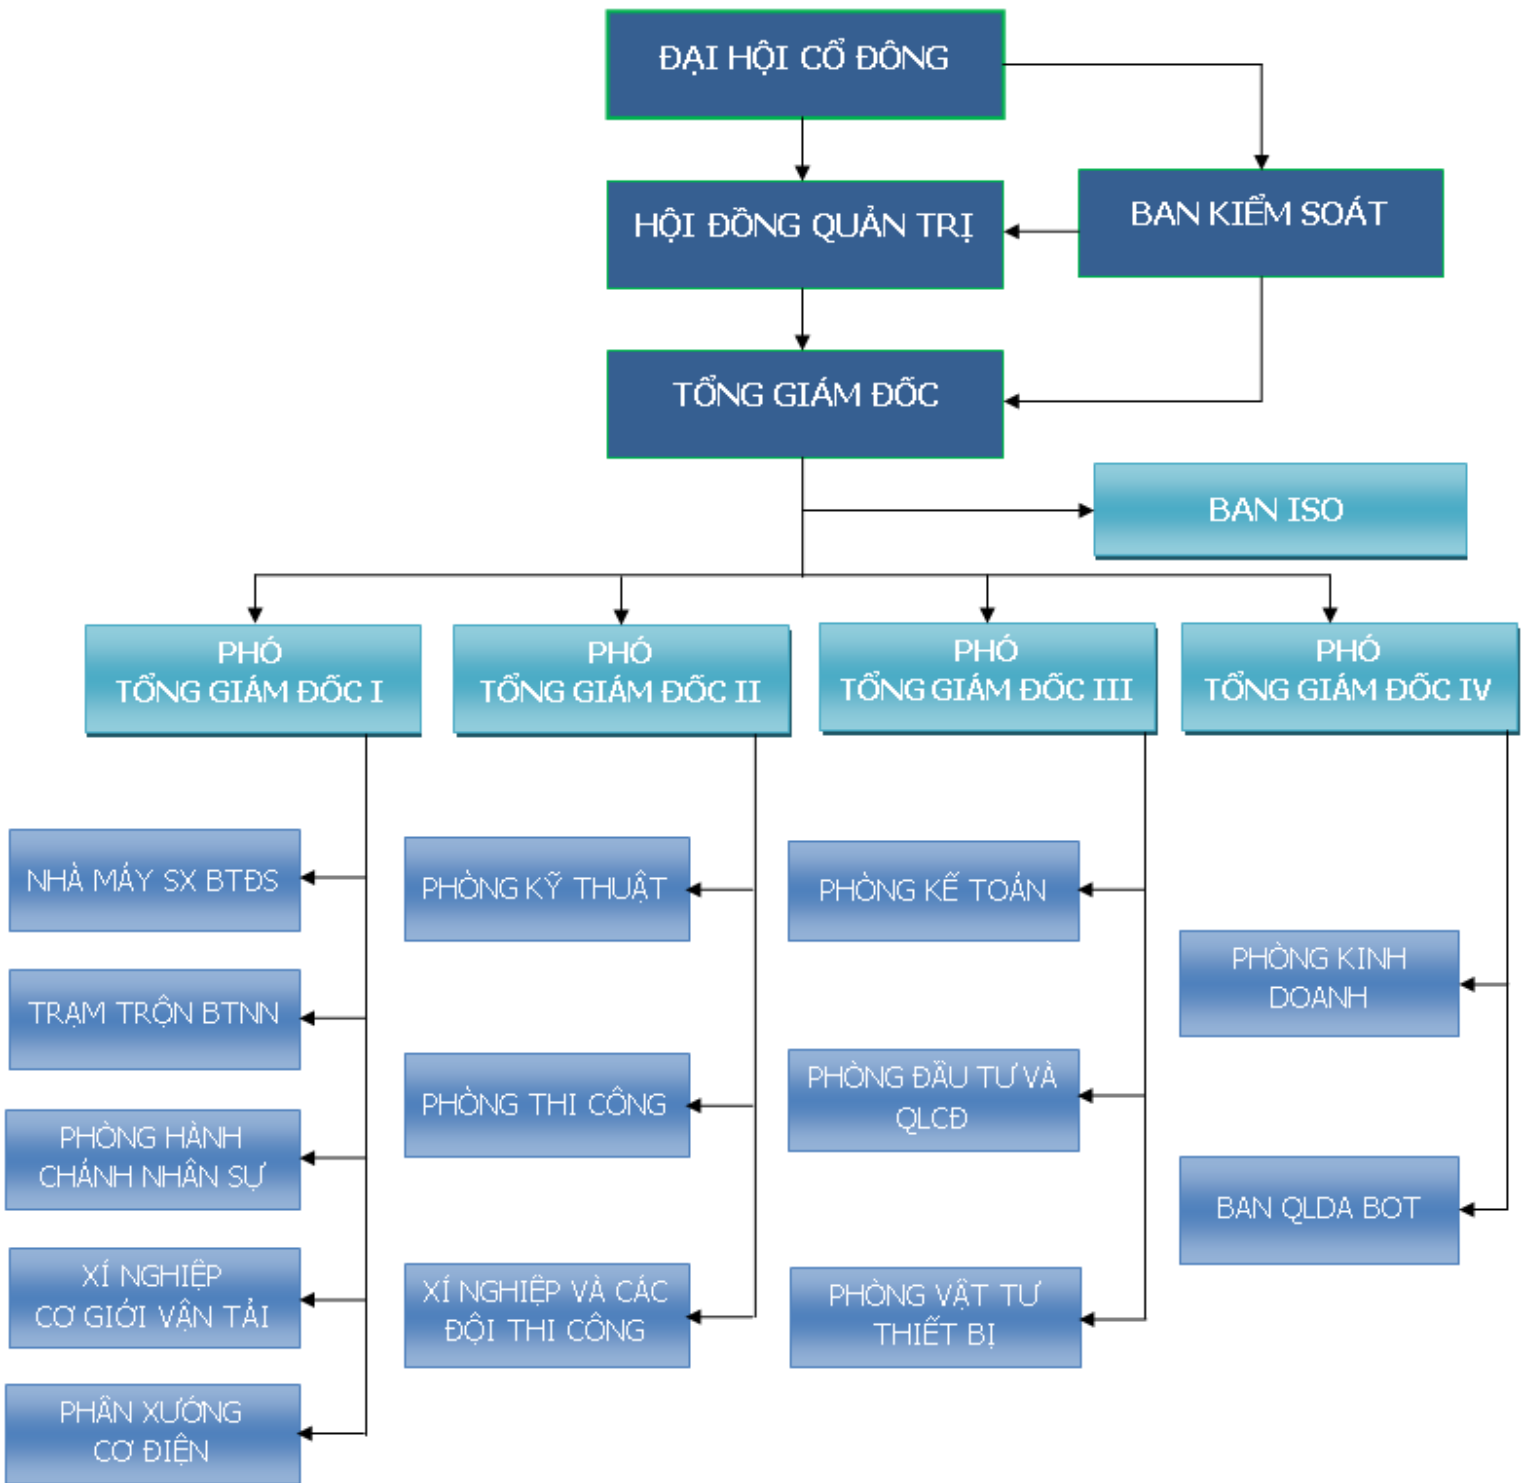 ĐẠI HỘI CỔ ĐÔNG
HỘI ĐỒNG QUẢN TRỊ
BAN KIỂM SOÁT
TỔNG GIÁM ĐỐC
BAN ISO
PHÓ
TỔNG GIÁM ĐỐC I
PHÓ
TỔNG GIÁM ĐỐC II
PHÓ
TỔNG GIÁM ĐỐC III
PHÓ
TỔNG GIÁM ĐỐC IV
NHÀ MÁY SX BTĐS
TRẠM TRỘN BTNN
PHÒNG HÀNH
CHÁNH NHÂN SỰ
XÍ NGHIỆP
CƠ GIỚI VẬN TẢI
PHÂN XƯỞNG
CƠ ĐIỆN
PHÒNG KỸ THUẬT
PHÒNG THI CÔNG
XÍ NGHIỆP VÀ CÁC
ĐỘI THI CÔNG
PHÒNG KẾ TOÁN
PHÒNG ĐẦU TƯ VÀ
QLCĐ
PHÒNG VẬT TƯ
THIẾT BỊ
PHÒNG KINH
DOANH
BAN QLDA BOT